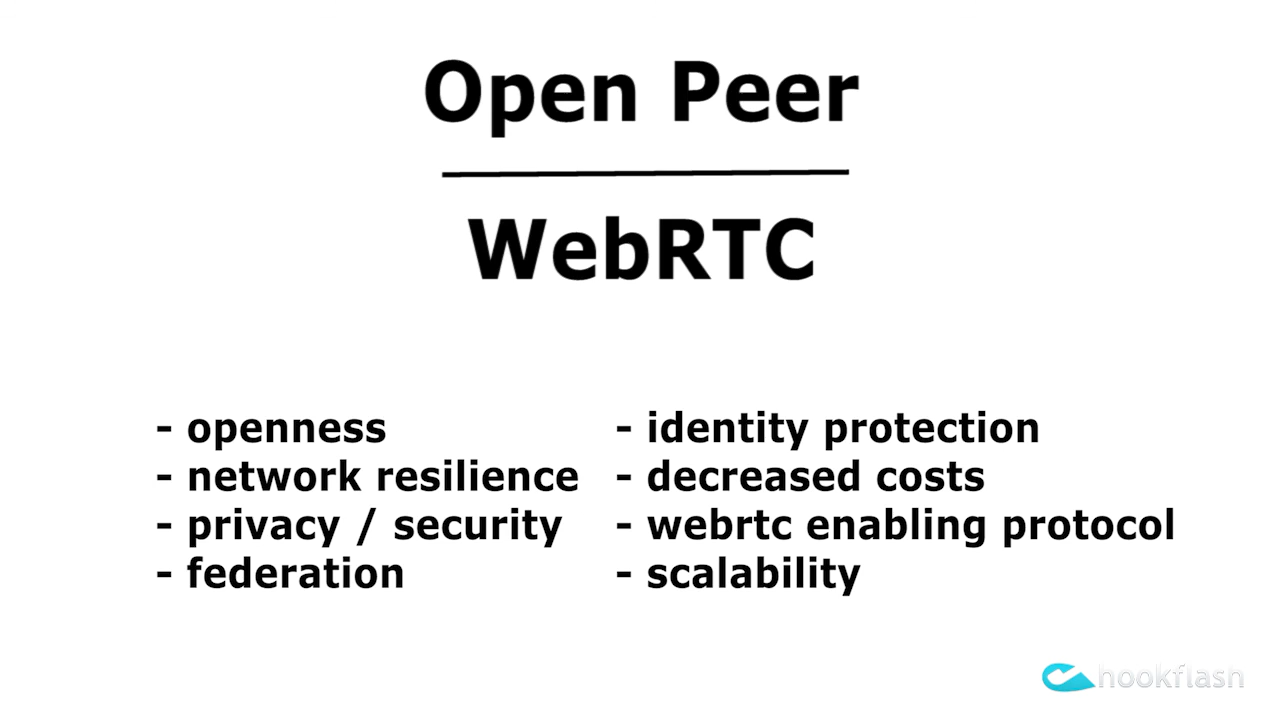 Open Peer
WebRTC
- openness
- network resilience
- privacy / security
- federation
- identity protection
- decreased costs
- webrtc enabling protocol
- scalability
hookflash